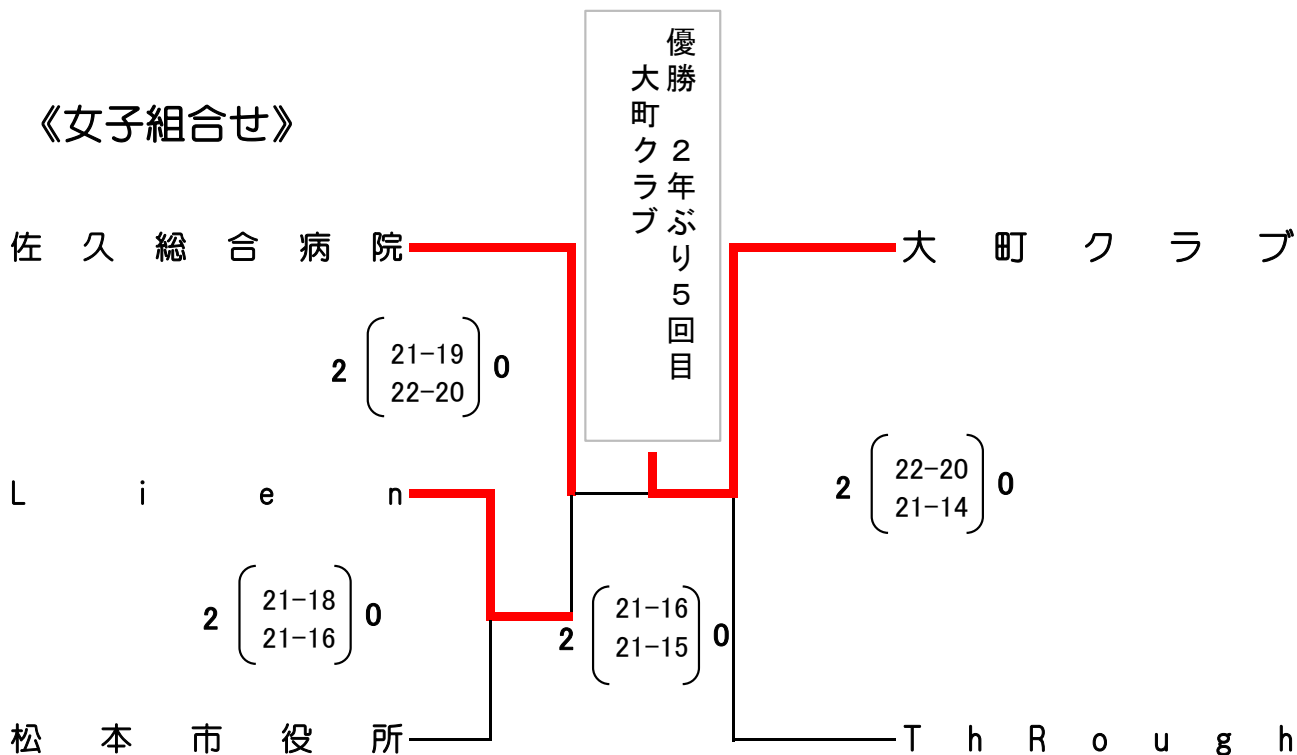 優勝　２年ぶり５回目
大町クラブ
《女子組合せ》
佐久総合病院
大町クラブ
2 21-19 0
22-20
Lien
2 22-20 0
21-14
2 21-18 0
21-16
2 21-16 0
21-15
松本市役所
ThRough